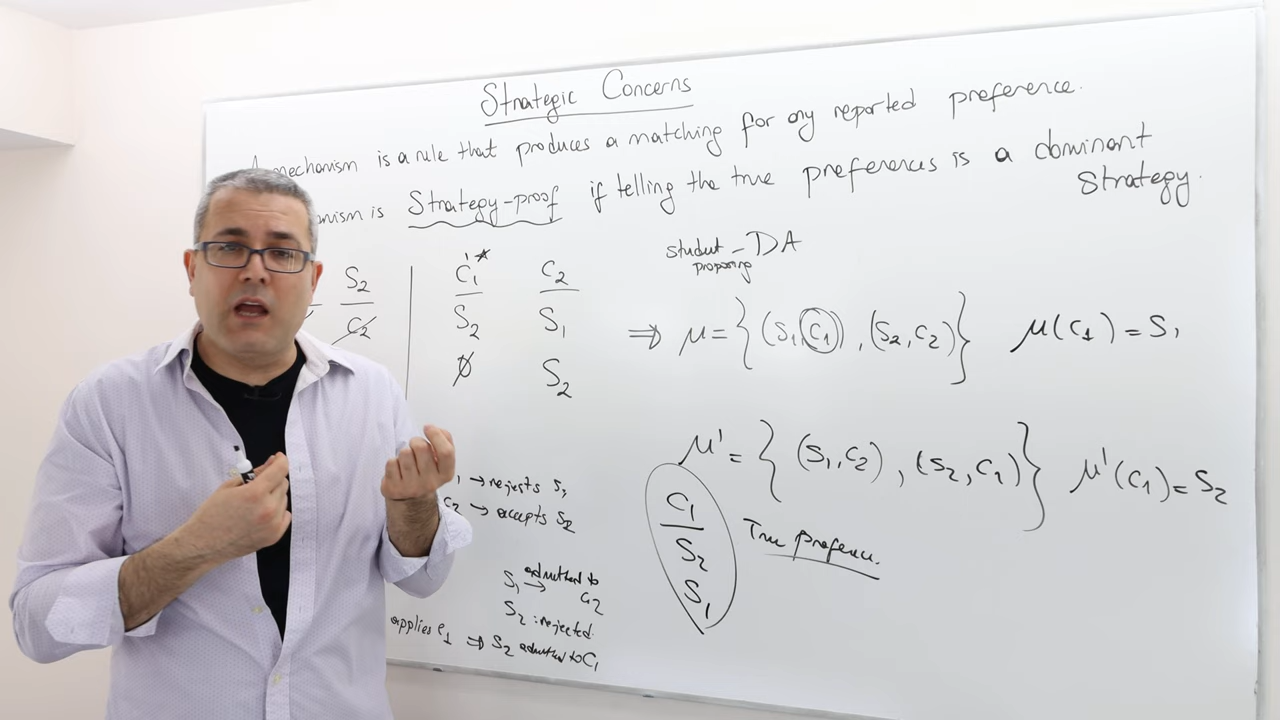 Strategic Concerns
mechanism is a rule that produces a matching for any reported preference.
nism is Strategy-proof if telling the true preferences is a dominant
strategy.
student proposing - DA
S2 C1'* C2
C2 S2 S1
∅ S2
⇒ μ = { (S1, C1), (S2, C2) } μ(C1) = S1
μ' = { (S1, C2), (S2, C1) } μ'(C1) = S2
C1
S2
S1
True prefence.
1 → rejests S1
C2 → accepts S2
S1 admitted to → C2
S2 : rejected.
applies C1 ⇒ S2 admitted to C1